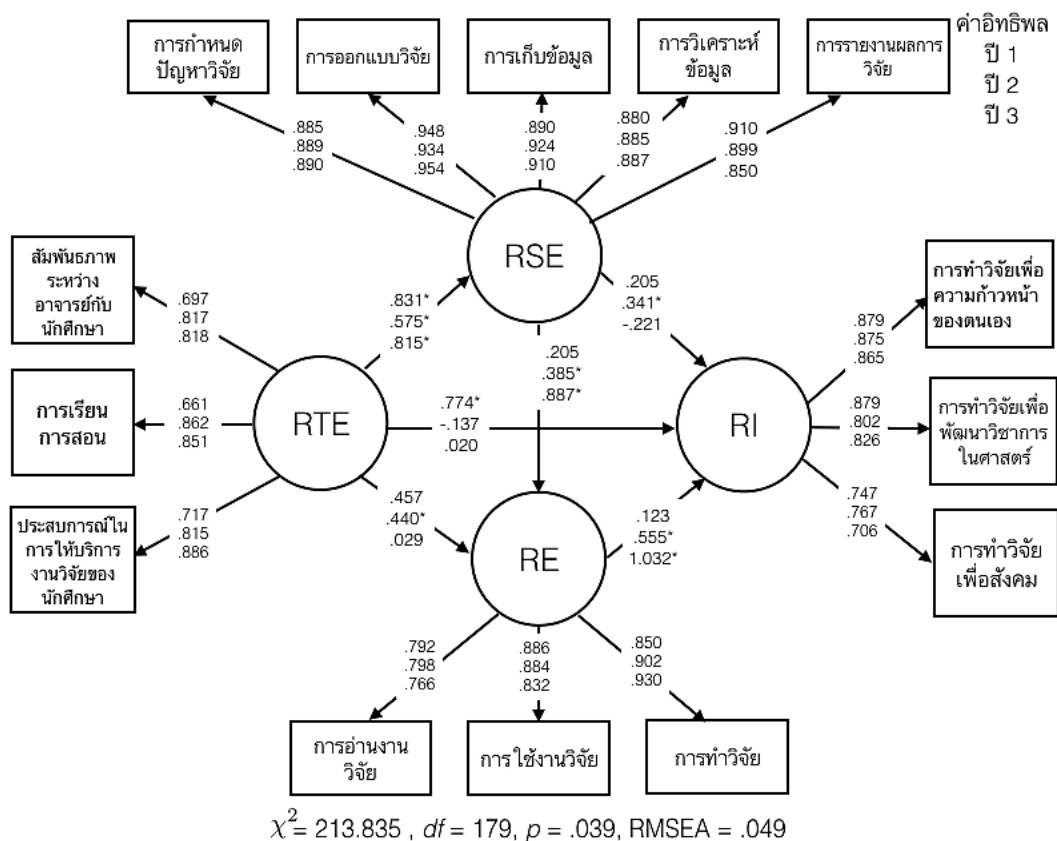 การกำหนด
ปัญหาวิจัย
การออกแบบวิจัย
การเก็บข้อมูล
การวิเคราะห์
ข้อมูล
การรายงานผลการ
วิจัย
ค่าอิทธิพล
ปี 1
ปี 2
ปี 3
.885
.889
.890
.948
.934
.954
.890
.924
.910
.880
.885
.887
.910
.899
.850
RSE
สัมพันธภาพ
ระหว่าง
อาจารย์กับ
นักศึกษา
.697
.817
.818
.831*
.575*
.815*
.205
.341*
-.221
การทำวิจัยเพื่อ
ความก้าวหน้า
ของตนเอง
.879
.875
.865
.205
.385*
.887*
การเรียน
การสอน
.661
.862
.851
RTE
.774*
-.137
.020
RI
.879
.802
.826
การทำวิจัยเพื่อ
พัฒนาวิชาการ
ในศาสตร์
ประสบการณ์ใน
การให้บริการ
งานวิจัยของ
นักศึกษา
.717
.815
.886
.457
.440*
.029
RE
.123
.555*
1.032*
.747
.767
.706
การทำวิจัย
เพื่อสังคม
.792
.798
.766
.886
.884
.832
.850
.902
.930
การอ่านงาน
วิจัย
การใช้งานวิจัย
การทำวิจัย
χ²= 213.835 , df = 179, p = .039, RMSEA = .049